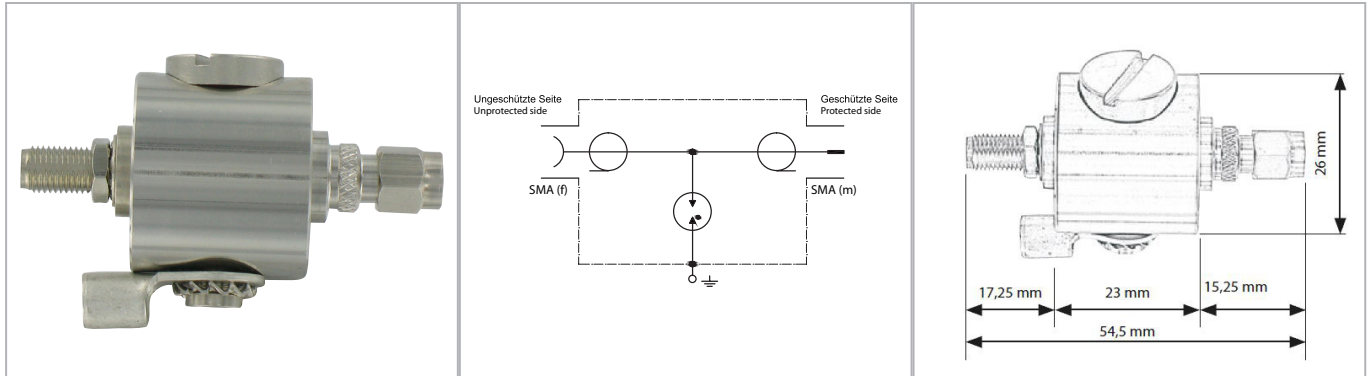 Ungeschützte Seite
Unprotected side
Geschützte Seite
Protected side
SMA (f)
SMA (m)
26 mm
17,25 mm
23 mm
15,25 mm
54,5 mm